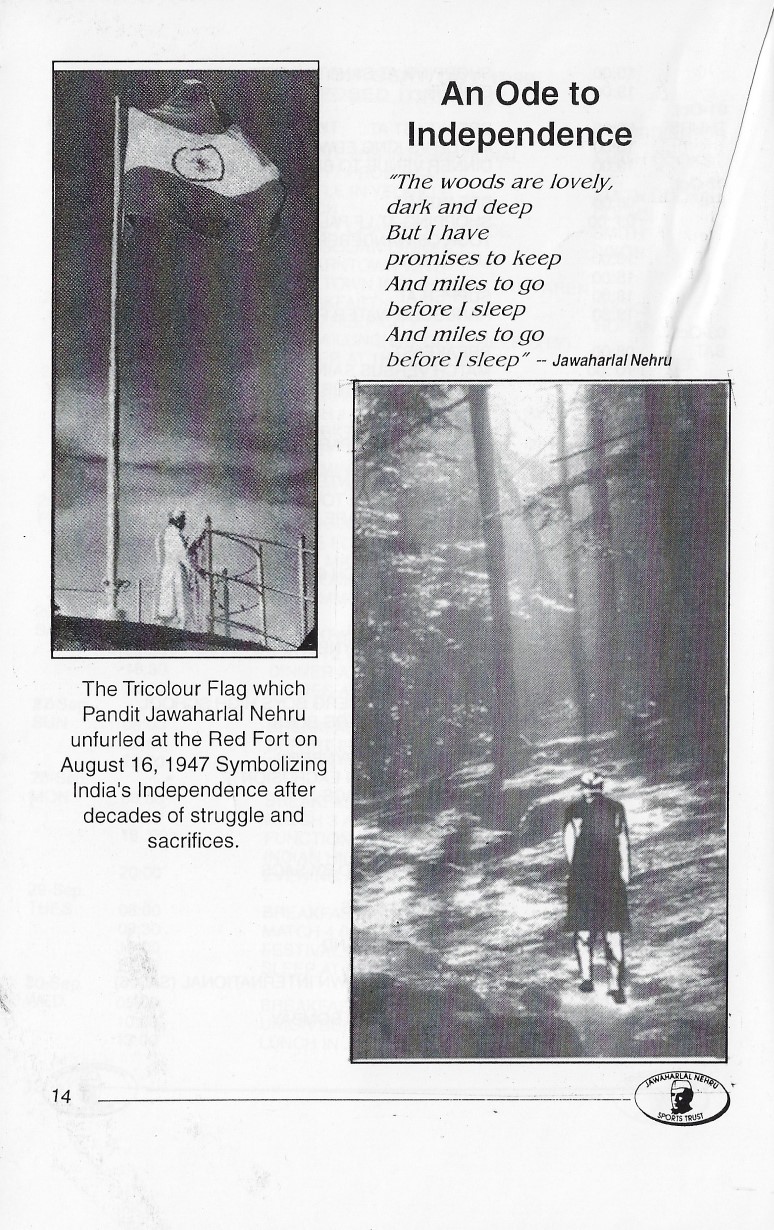 An Ode to
Independence
"The woods are lovely,
dark and deep
But I have
promises to keep
And miles to go
before I sleep
And miles to go
before I sleep" -- Jawaharlal Nehru
The Tricolour Flag which
Pandit Jawaharlal Nehru
unfurled at the Red Fort on
August 16, 1947 Symbolizing
India's Independence after
decades of struggle and
sacrifices.
14
JAWAHARLAL NEHRU
SPORTS TRUST